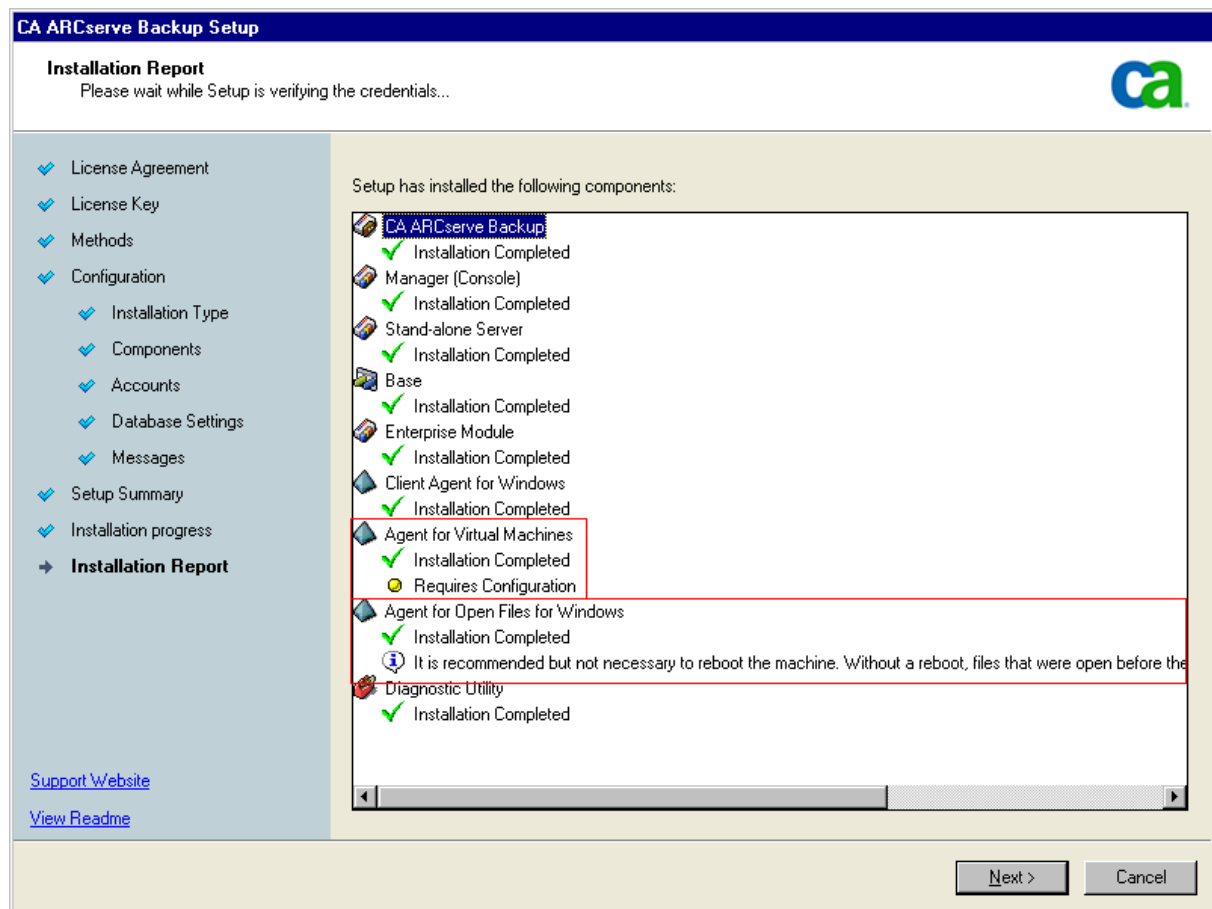 CA ARCserve Backup Setup
Installation Report
Please wait while Setup is verifying the credentials...
ca
License Agreement
License Key
Methods
Configuration
Installation Type
Components
Accounts
Database Settings
Messages
Setup Summary
Installation progress
Installation Report
Support Website
View Readme
Setup has installed the following components:
CA ARCserve Backup
Installation Completed
Manager (Console)
Installation Completed
Stand-alone Server
Installation Completed
Base
Installation Completed
Enterprise Module
Installation Completed
Client Agent for Windows
Installation Completed
Agent for Virtual Machines
Installation Completed
Requires Configuration
Agent for Open Files for Windows
Installation Completed
It is recommended but not necessary to reboot the machine. Without a reboot, files that were open before the
Diagnostic Utility
Installation Completed
Next >
Cancel